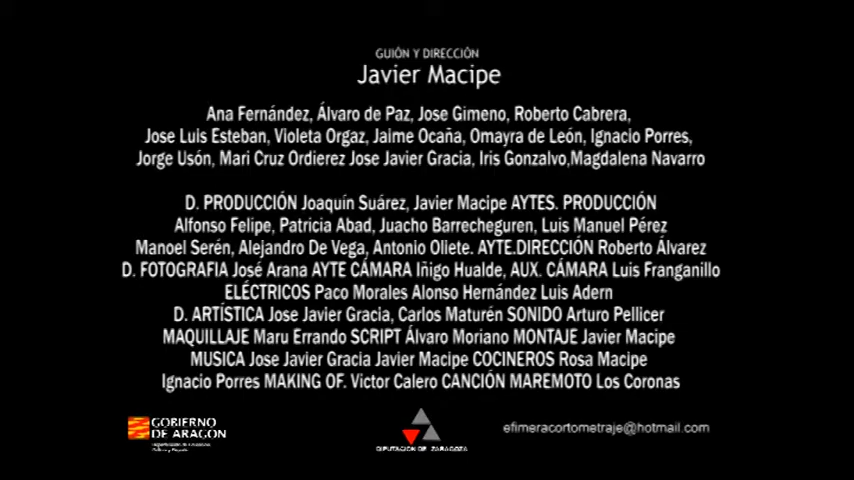 GUIÓN Y DIRECCIÓN
Javier Macipe
Ana Fernández, Álvaro de Paz, Jose Gimeno, Roberto Cabrera,
Jose Luis Esteban, Violeta Orgaz, Jaime Ocaña, Omayra de León, Ignacio Porres,
Jorge Usón, Mari Cruz Ordierez Jose Javier Gracia, Iris Gonzalvo,Magdalena Navarro
D. PRODUCCIÓN Joaquín Suárez, Javier Macipe AYTES. PRODUCCIÓN
Alfonso Felipe, Patricia Abad, Juacho Barrecheguren, Luis Manuel Pérez
Manoel Serén, Alejandro De Vega, Antonio Oliete. AYTE.DIRECCIÓN Roberto Álvarez
D. FOTOGRAFIA José Arana AYTE CÁMARA Iñigo Hualde, AUX. CÁMARA Luis Franganillo
ELÉCTRICOS Paco Morales Alonso Hernández Luis Adern
D. ARTÍSTICA Jose Javier Gracia, Carlos Maturén SONIDO Arturo Pellicer
MAQUILLAJE Maru Errando SCRIPT Álvaro Moriano MONTAJE Javier Macipe
MUSICA Jose Javier Gracia Javier Macipe COCINEROS Rosa Macipe
Ignacio Porres MAKING OF. Victor Calero CANCIÓN MAREMOTO Los Coronas
GOBIERNO
DE ARAGON
DIPUTACION DE ZARAGOZA
efimeracortometraje@hotmail.com